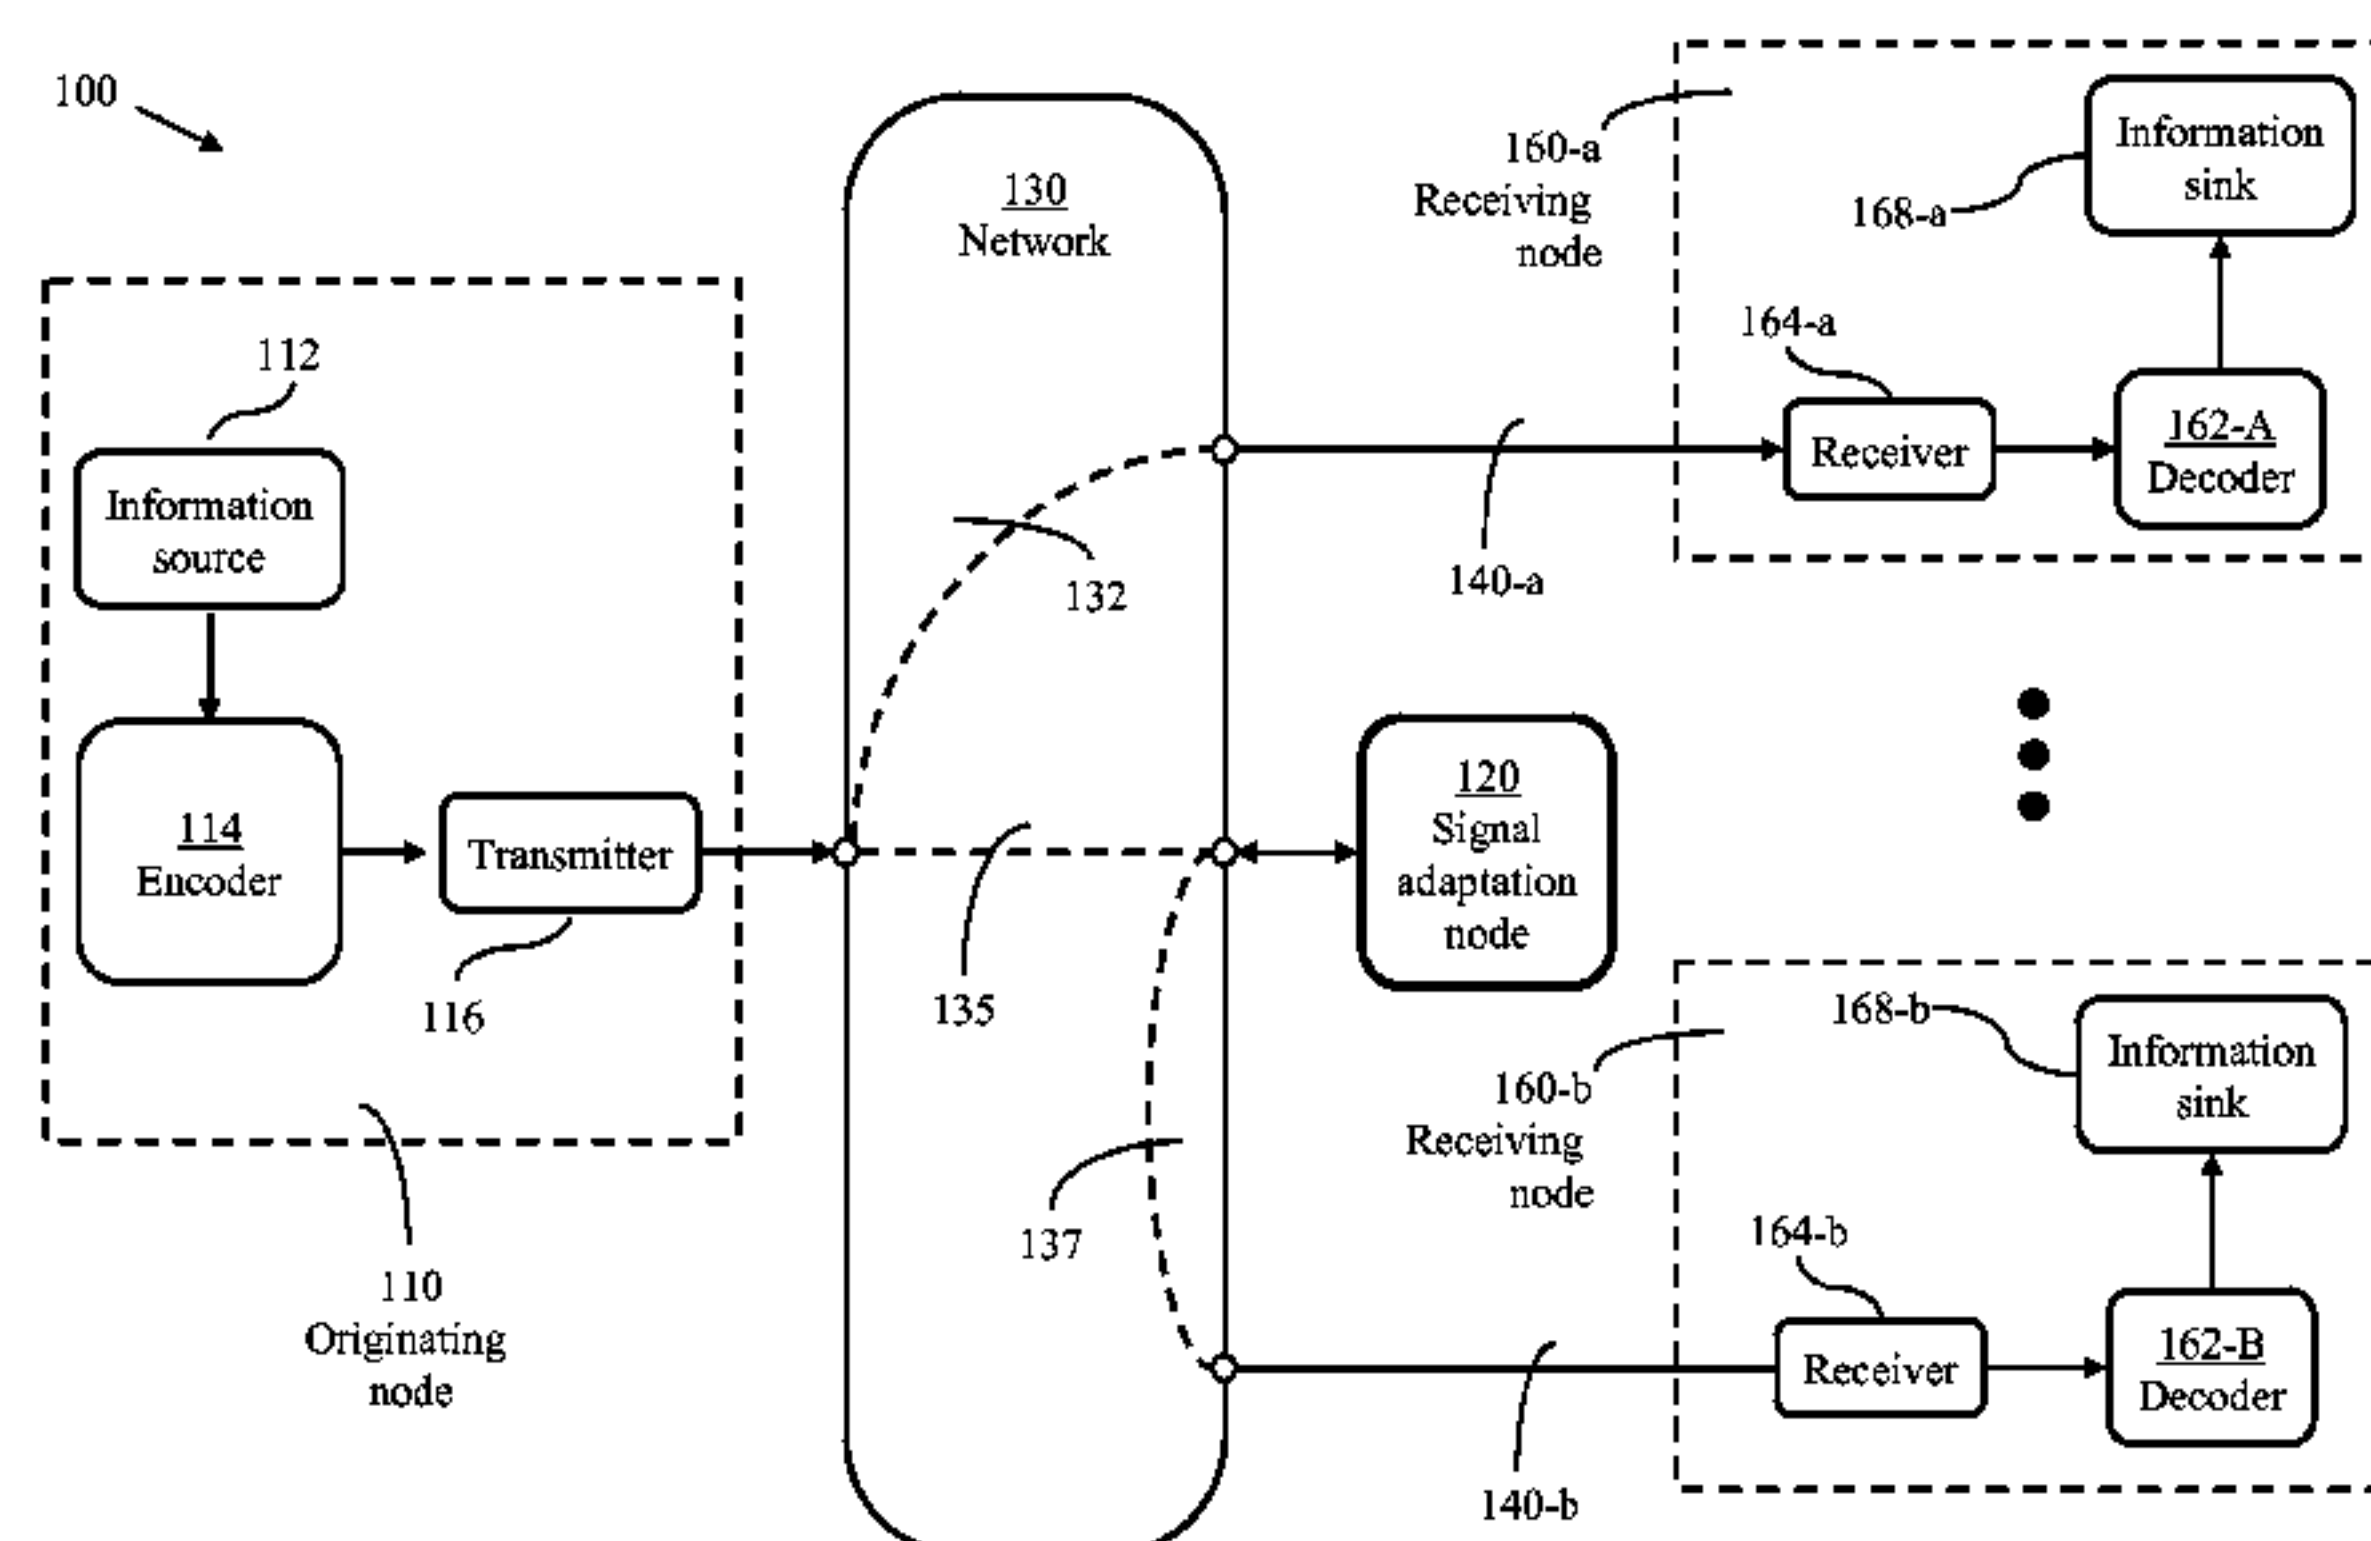 100
130
Network
160-a
Receiving
node
Information
sink
168-a
164-a
Receiver
162-A
Decoder
140-a
112
Information
source
132
114
Encoder
Transmitter
116
135
137
120
Signal
adaptation
node
110
Originating
node
160-b
Receiving
node
168-b
Information
sink
164-b
Receiver
162-B
Decoder
140-b